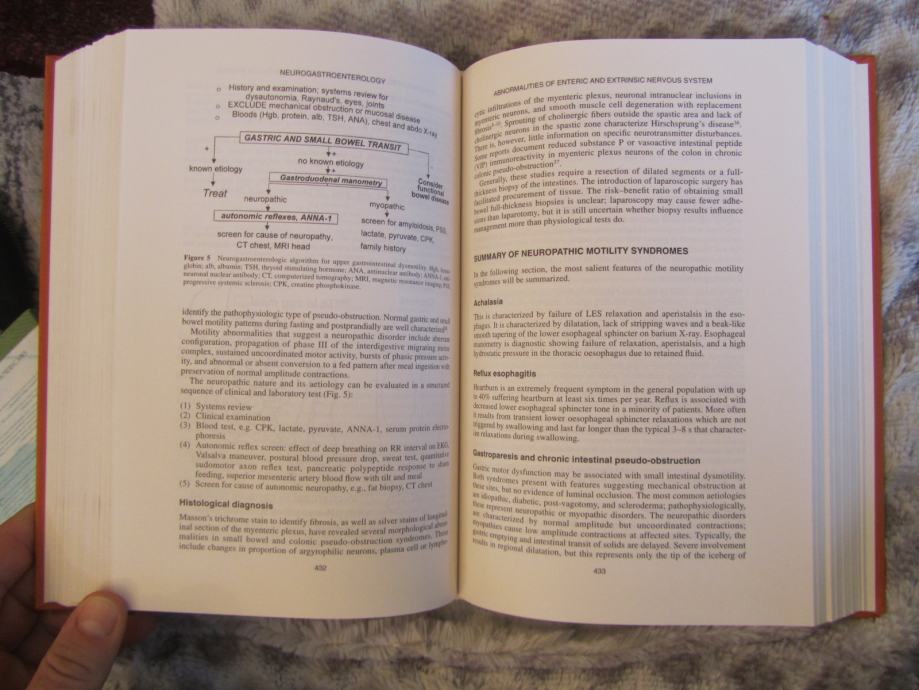 NEUROGASTROENTEROLOGY
o History and examination; systems review for
dysautonomia, Raynaud's, eyes, joints
o EXCLUDE mechanical obstruction or mucosal disease
o Bloods (Hgb, protein, alb, TSH, ANA), chest and abdo X-ray
GASTRIC AND SMALL BOWEL TRANSIT
+
known etiology
Treat
no known etiology
+
Gastroduodenal manometry
Consider
functional
bowel disease
neuropathic
myopathic
autonomic reflexes, ANNA-1
screen for cause of neuropathy,
CT chest, MRI head
screen for amyloidosis, PSS,
lactate, pyruvate, CPK,
family history
Figure 5 Neurogastroenterologic algorithm for upper gastrointestinal dysmotility. Hgb,
globin; alb, albumin; TSH, thyroid stimulating hormone; ANA, antinuclear antibody; ANNA-1,
neuronal nuclear antibody; CT, computerized tomography; MRI, magnetic resonance imaging; PSS,
progressive systemic sclerosis; CPK, creatine phosphokinase.
identify the pathophysiologic type of pseudo-obstruction. Normal gastric and small
bowel motility patterns during fasting and postprandially are well characterized
Motility abnormalities that suggest a neuropathic disorder include aberrant
configuration, propagation of phase III of the interdigestive migrating motor
complex, sustained uncoordinated motor activity, bursts of phasic pressure activ-
ity, and abnormal or absent conversion to a fed pattern after meal ingestion with
preservation of normal amplitude contractions.
The neuropathic nature and its aetiology can be evaluated in a structured
sequence of clinical and laboratory test (Fig. 5):
(1) Systems review
(2) Clinical examination
(3) Blood test, e.g. CPK, lactate, pyruvate, ANNA-1, serum protein electro-
phoresis
(4) Autonomic reflex screen: effect of deep breathing on RR interval on EKG,
Valsalva maneuver, postural blood pressure drop, sweat test, quantitative
sudomotor axon reflex test, pancreatic polypeptide response to sham
feeding, superior mesenteric artery blood flow with tilt and meal
(5) Screen for cause of autonomic neuropathy, e.g., fat biopsy, CT chest
Histological diagnosis
Masson's trichrome stain to identify fibrosis, as well as silver stains of longitud-
inal section of the myenteric plexus, have revealed several morphological abnor-
malities in small bowel and colonic pseudo-obstruction syndromes. These
include changes in proportion of argyrophilic neurons, plasma cell or lympho-
432
ABNORMALITIES OF ENTERIC AND EXTRINSIC NERVOUS SYSTEM
cytic infiltrations of the myenteric plexus, neuronal intranuclear inclusions in
myenteric neurons, and smooth muscle cell degeneration with replacement
fibrosis. Sprouting of cholinergic fibers outside the spastic area and lack of
cholinergic neurons in the spastic zone characterize Hirschsprung's disease.
There is, however, little information on specific neurotransmitter disturbances.
Some reports document reduced substance P or vasoactive intestinal peptide
(VIP) immunoreactivity in myenteric plexus neurons of the colon in chronic
colonic pseudo-obstruction.
Generally, these studies require a resection of dilated segments or a full-
thickness biopsy of the intestines. The introduction of laparoscopic surgery has
facilitated procurement of tissue. The risk–benefit ratio of obtaining small
bowel full-thickness biopsies is unclear; laparoscopy may cause fewer adhe-
sions than laparotomy, but it is still uncertain whether biopsy results influence
management more than physiological tests do.
SUMMARY OF NEUROPATHIC MOTILITY SYNDROMES
In the following section, the most salient features of the neuropathic motility
syndromes will be summarized.
Achalasia
This is characterized by failure of LES relaxation and aperistalsis in the eso-
phagus. It is characterized by dilatation, lack of stripping waves and a beak-like
smooth tapering of the lower esophageal sphincter on barium X-ray. Esophageal
manometry is diagnostic showing failure of relaxation, aperistalsis, and a high
hydrostatic pressure in the thoracic oesophagus due to retained fluid.
Reflux esophagitis
Heartburn is an extremely frequent symptom in the general population with up
to 40% suffering heartburn at least six times per year. Reflux is associated with
decreased lower esophageal sphincter tone in a minority of patients. More often
it results from transient lower oesophageal sphincter relaxations which are not
triggered by swallowing and last far longer than the typical 3–8 s that character-
ize relaxations during swallowing.
Gastroparesis and chronic intestinal pseudo-obstruction
Gastric motor dysfunction may be associated with small intestinal dysmotility.
Both syndromes present with features suggesting mechanical obstruction at
these sites, but no evidence of luminal occlusion. The most common aetiologies
are idiopathic, diabetic, post-vagotomy, and scleroderma; pathophysiologically,
these represent neuropathic or myopathic disorders. The neuropathic disorders
are characterized by normal amplitude but uncoordinated contractions;
myopathies cause low amplitude contractions at affected sites. Typically, the
gastric emptying and intestinal transit of solids are delayed. Severe involvement
results in regional dilatation, but this represents only the tip of the iceberg of
433